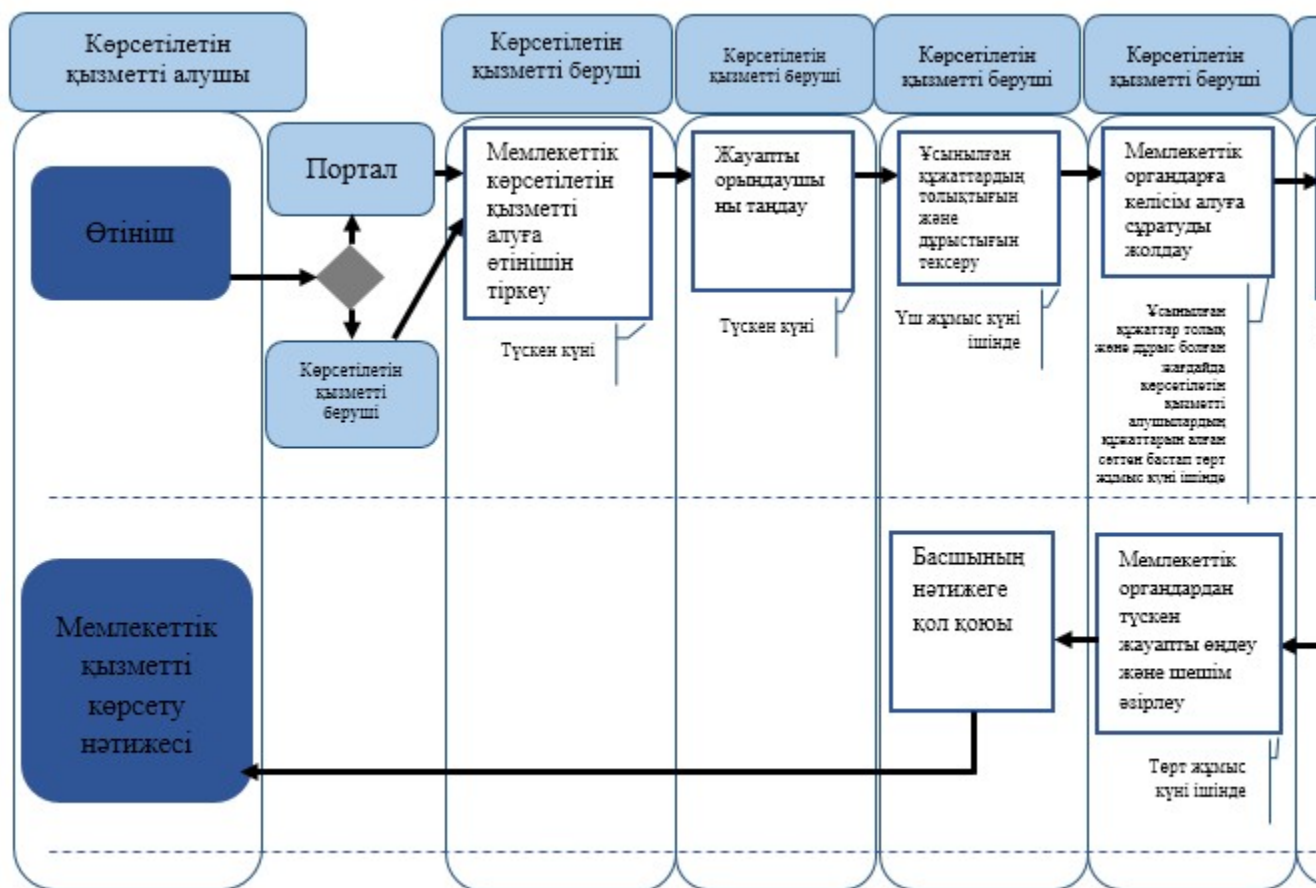 Көрсетілетін
қызметті алушы
Көрсетілетін
қызметті беруші
Көрсетілетін
қызметті беруші
Көрсетілетін
қызметті беруші
Көрсетілетін
қызметті беруші
Өтініш
Портал
Көрсетілетін
қызметті
беруші
Мемлекеттік
көрсетілетін
қызметті
алуға
өтінішін
тіркеу
Түскен күні
Жауапты
орындаушы
ны таңдау
Түскен күні
Ұсынылған
құжаттардың
толықтығын
және
дұрыстығын
тексеру
Үш жұмыс күні
ішінде
Мемлекеттік
органдарға
келісім алуға
сұратуды
жолдау
Ұсынылған
құжаттар толық
және дұрыс болған
жағдайда
көрсетілетін
қызметті
алушылардың
құжаттарын алған
сәттен бастап төрт
жұмыс күні ішінде
Мемлекеттік
қызметті
көрсету
нәтижесі
Басшының
нәтижеге
қол қоюы
Мемлекеттік
органдардан
түскен
жауапты өңдеу
және шешім
әзірлеу
Төрт жұмыс
күні ішінде